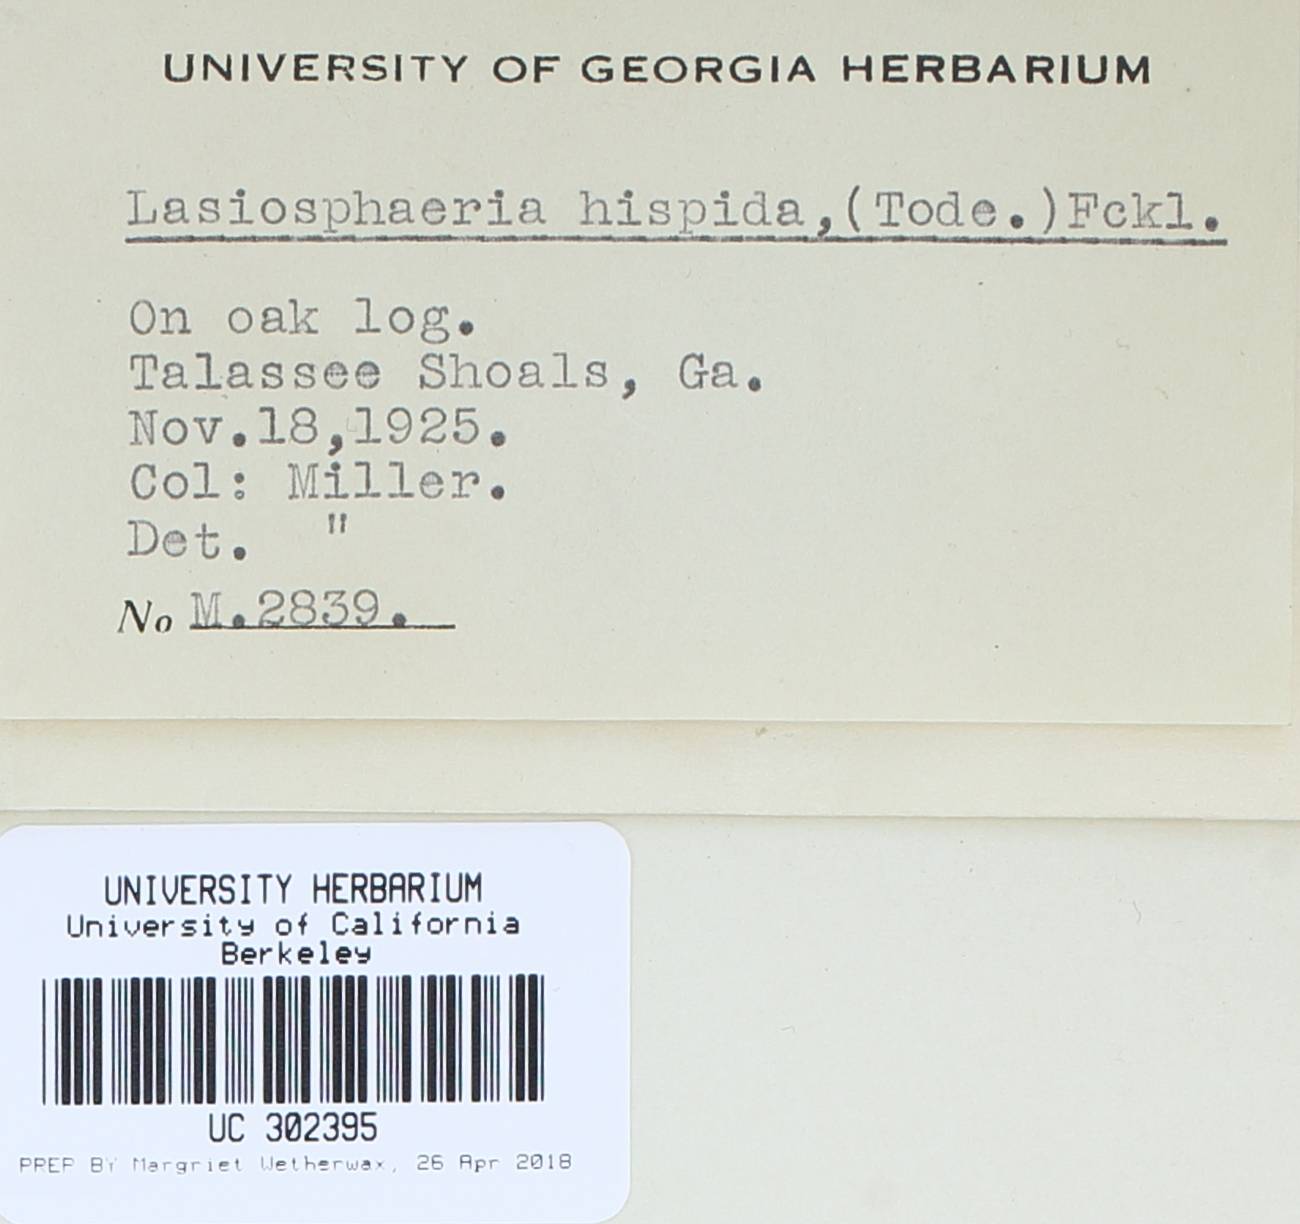 UNIVERSITY OF GEORGIA HERBARIUM
Lasiosphaeria hispida,(Tode.)Fckl.
On oak log.
Talassee Shoals, Ga.
Nov.18,1925.
Col: Miller.
Det. "
No M.2839.
UNIVERSITY HERBARIUM
University of California
Berkeley
UC 302395
PREP BY Margriet Wetherwax, 26 Apr 2018